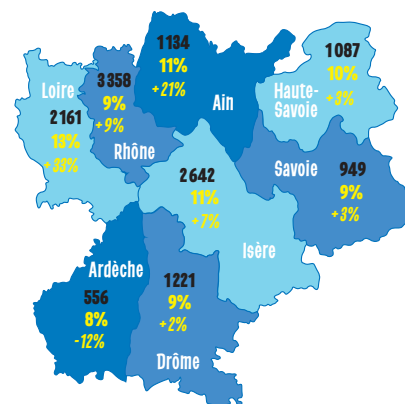 1134
11%
+21%
Ain
1087
10%
+3%
Haute-
Savoie
Loire
2161
13%
+33%
3358
9%
+9%
Rhône
2642
11%
+7%
Isère
Savoie
949
9%
+3%
Ardèche
556
8%
-12%
1221
9%
+2%
Drôme